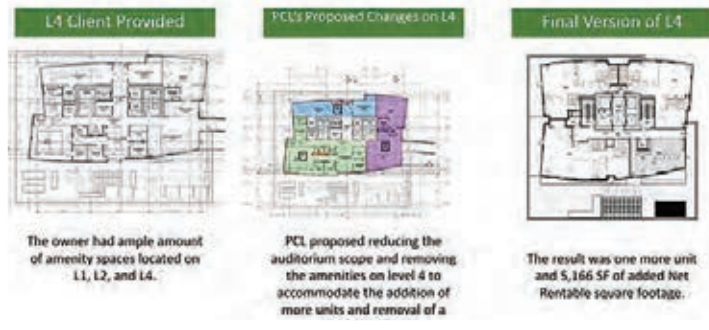 L4 Client Provided
PCL's Proposed Changes on L4
Final Version of L4
The owner had ample amount
of amenity spaces located on
L1, L2, and L4.
PCL proposed reducing the
auditorium scope and removing
the amenities on level 4 to
accommodate the addition of
more units and removal of a
The result was one more unit
and 5,166 SF of added Net
Rentable square footage.